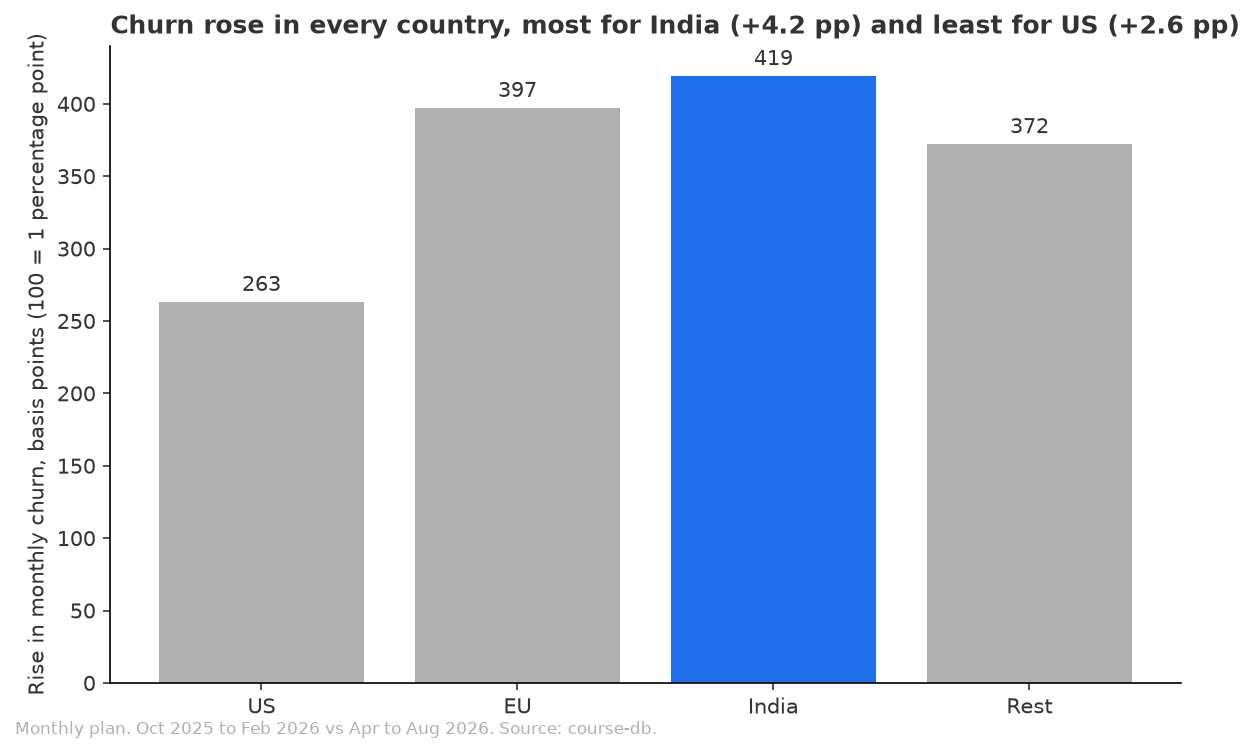 Churn rose in every country, most for India (+4.2 pp) and least for US (+2.6 pp)
Rise in monthly churn, basis points (100 = 1 percentage point)
400
350
300
250
200
150
100
50
0
263
397
419
372
US
EU
India
Rest
Monthly plan. Oct 2025 to Feb 2026 vs Apr to Aug 2026. Source: course-db.